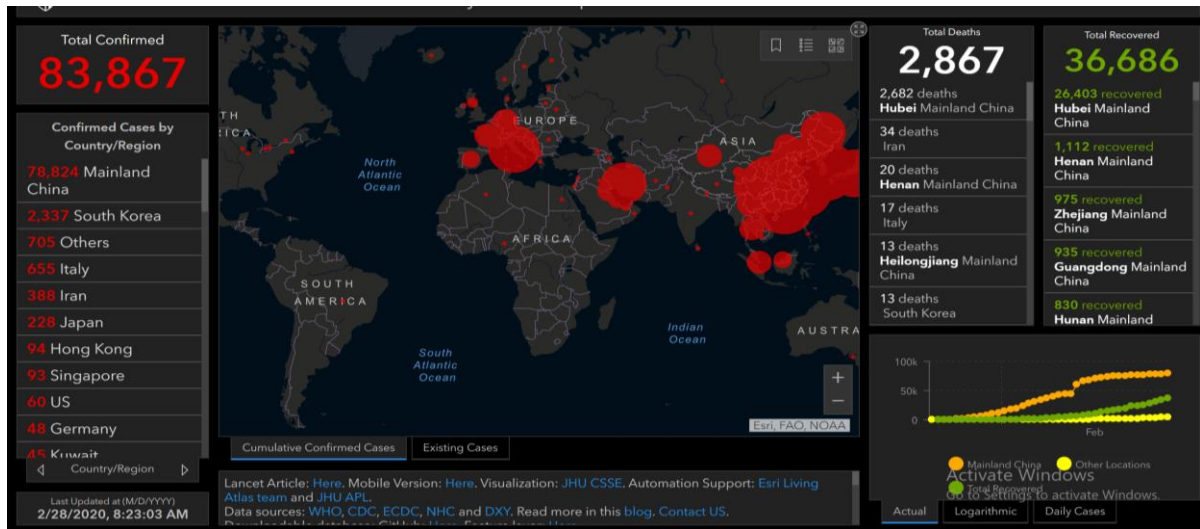 Total Confirmed
83,867
Confirmed Cases by
Country/Region
78,824 Mainland
China
2,337 South Korea
705 Others
655 Italy
388 Iran
228 Japan
94 Hong Kong
93 Singapore
60 US
48 Germany
45 Kuwait
Country/Region
Last Updated at (M/D/YYYY)
2/28/2020, 8:23:03 AM
TH
ICA
North
Atlantic
Ocean
EUROPE
ASIA
AFRICA
SOUTH
AMERICA
Indian
Ocean
South
Atlantic
Ocean
AUSTRA
+
−
Esri, FAO, NOAA
Cumulative Confirmed Cases
Existing Cases
Lancet Article: Here. Mobile Version: Here. Visualization: JHU CSSE. Automation Support: Esri Living
Atlas team and JHU APL.
Data sources: WHO, CDC, ECDC, NHC and DXY. Read more in this blog. Contact US.
Total Deaths
2,867
2,682 deaths
Hubei Mainland China
34 deaths
Iran
20 deaths
Henan Mainland China
17 deaths
Italy
13 deaths
Heilongjiang Mainland
China
13 deaths
South Korea
Total Recovered
36,686
26,403 recovered
Hubei Mainland
China
1,112 recovered
Henan Mainland
China
975 recovered
Zhejiang Mainland
China
935 recovered
Guangdong Mainland
China
830 recovered
Hunan Mainland
100k
50k
0
Feb
Mainland China
Other Locations
Total Recovered
Activate Windows
Go to Settings to activate Windows.
Actual
Logarithmic
Daily Cases